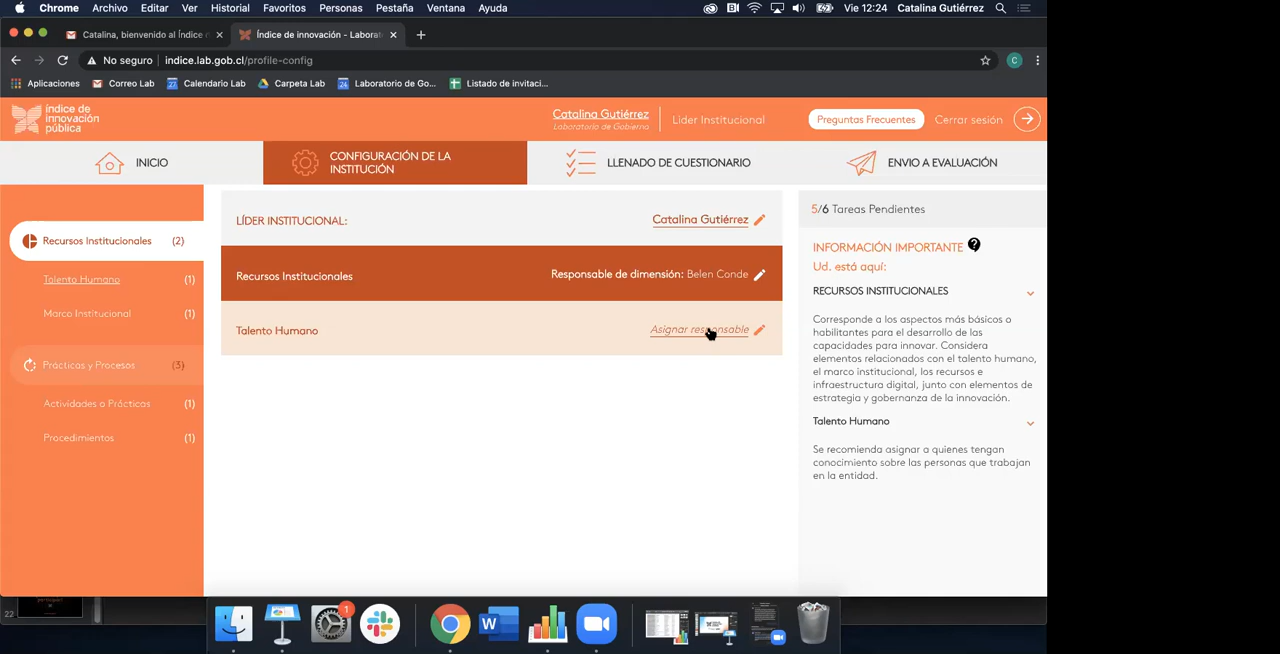 Chrome Archivo Editar Ver Historial Favoritos Personas Pestaña Ventana Ayuda
Vie 12:24 Catalina Gutiérrez
Catalina, bienvenido al Índice d
Índice de innovación - Laborat
No seguro indice.lab.gob.cl/profile-config
C
Aplicaciones Correo Lab Calendario Lab Carpeta Lab Laboratorio de Go... Listado de invitaci...
índice de
innovación
pública
Catalina Gutiérrez
Laboratorio de Gobierno
Líder Institucional
Preguntas Frecuentes
Cerrar sesión
INICIO
CONFIGURACIÓN DE LA
INSTITUCIÓN
LLENADO DE CUESTIONARIO
ENVIO A EVALUACIÓN
Recursos Institucionales (2)
Talento Humano (1)
Marco Institucional (1)
Prácticas y Procesos (3)
Actividades o Prácticas (1)
Procedimientos (1)
LÍDER INSTITUCIONAL: Catalina Gutiérrez
Recursos Institucionales Responsable de dimensión: Belen Conde
Talento Humano Asignar responsable
5/6 Tareas Pendientes
INFORMACIÓN IMPORTANTE ?
Ud. está aquí:
RECURSOS INSTITUCIONALES
Corresponde a los aspectos más básicos o
habilitantes para el desarrollo de las
capacidades para innovar. Considera
elementos relacionados con el talento humano,
el marco institucional, los recursos e
infraestructura digital, junto con elementos de
estrategia y gobernanza de la innovación.
Talento Humano
Se recomienda asignar a quienes tengan
conocimiento sobre las personas que trabajan
en la entidad.
22
1